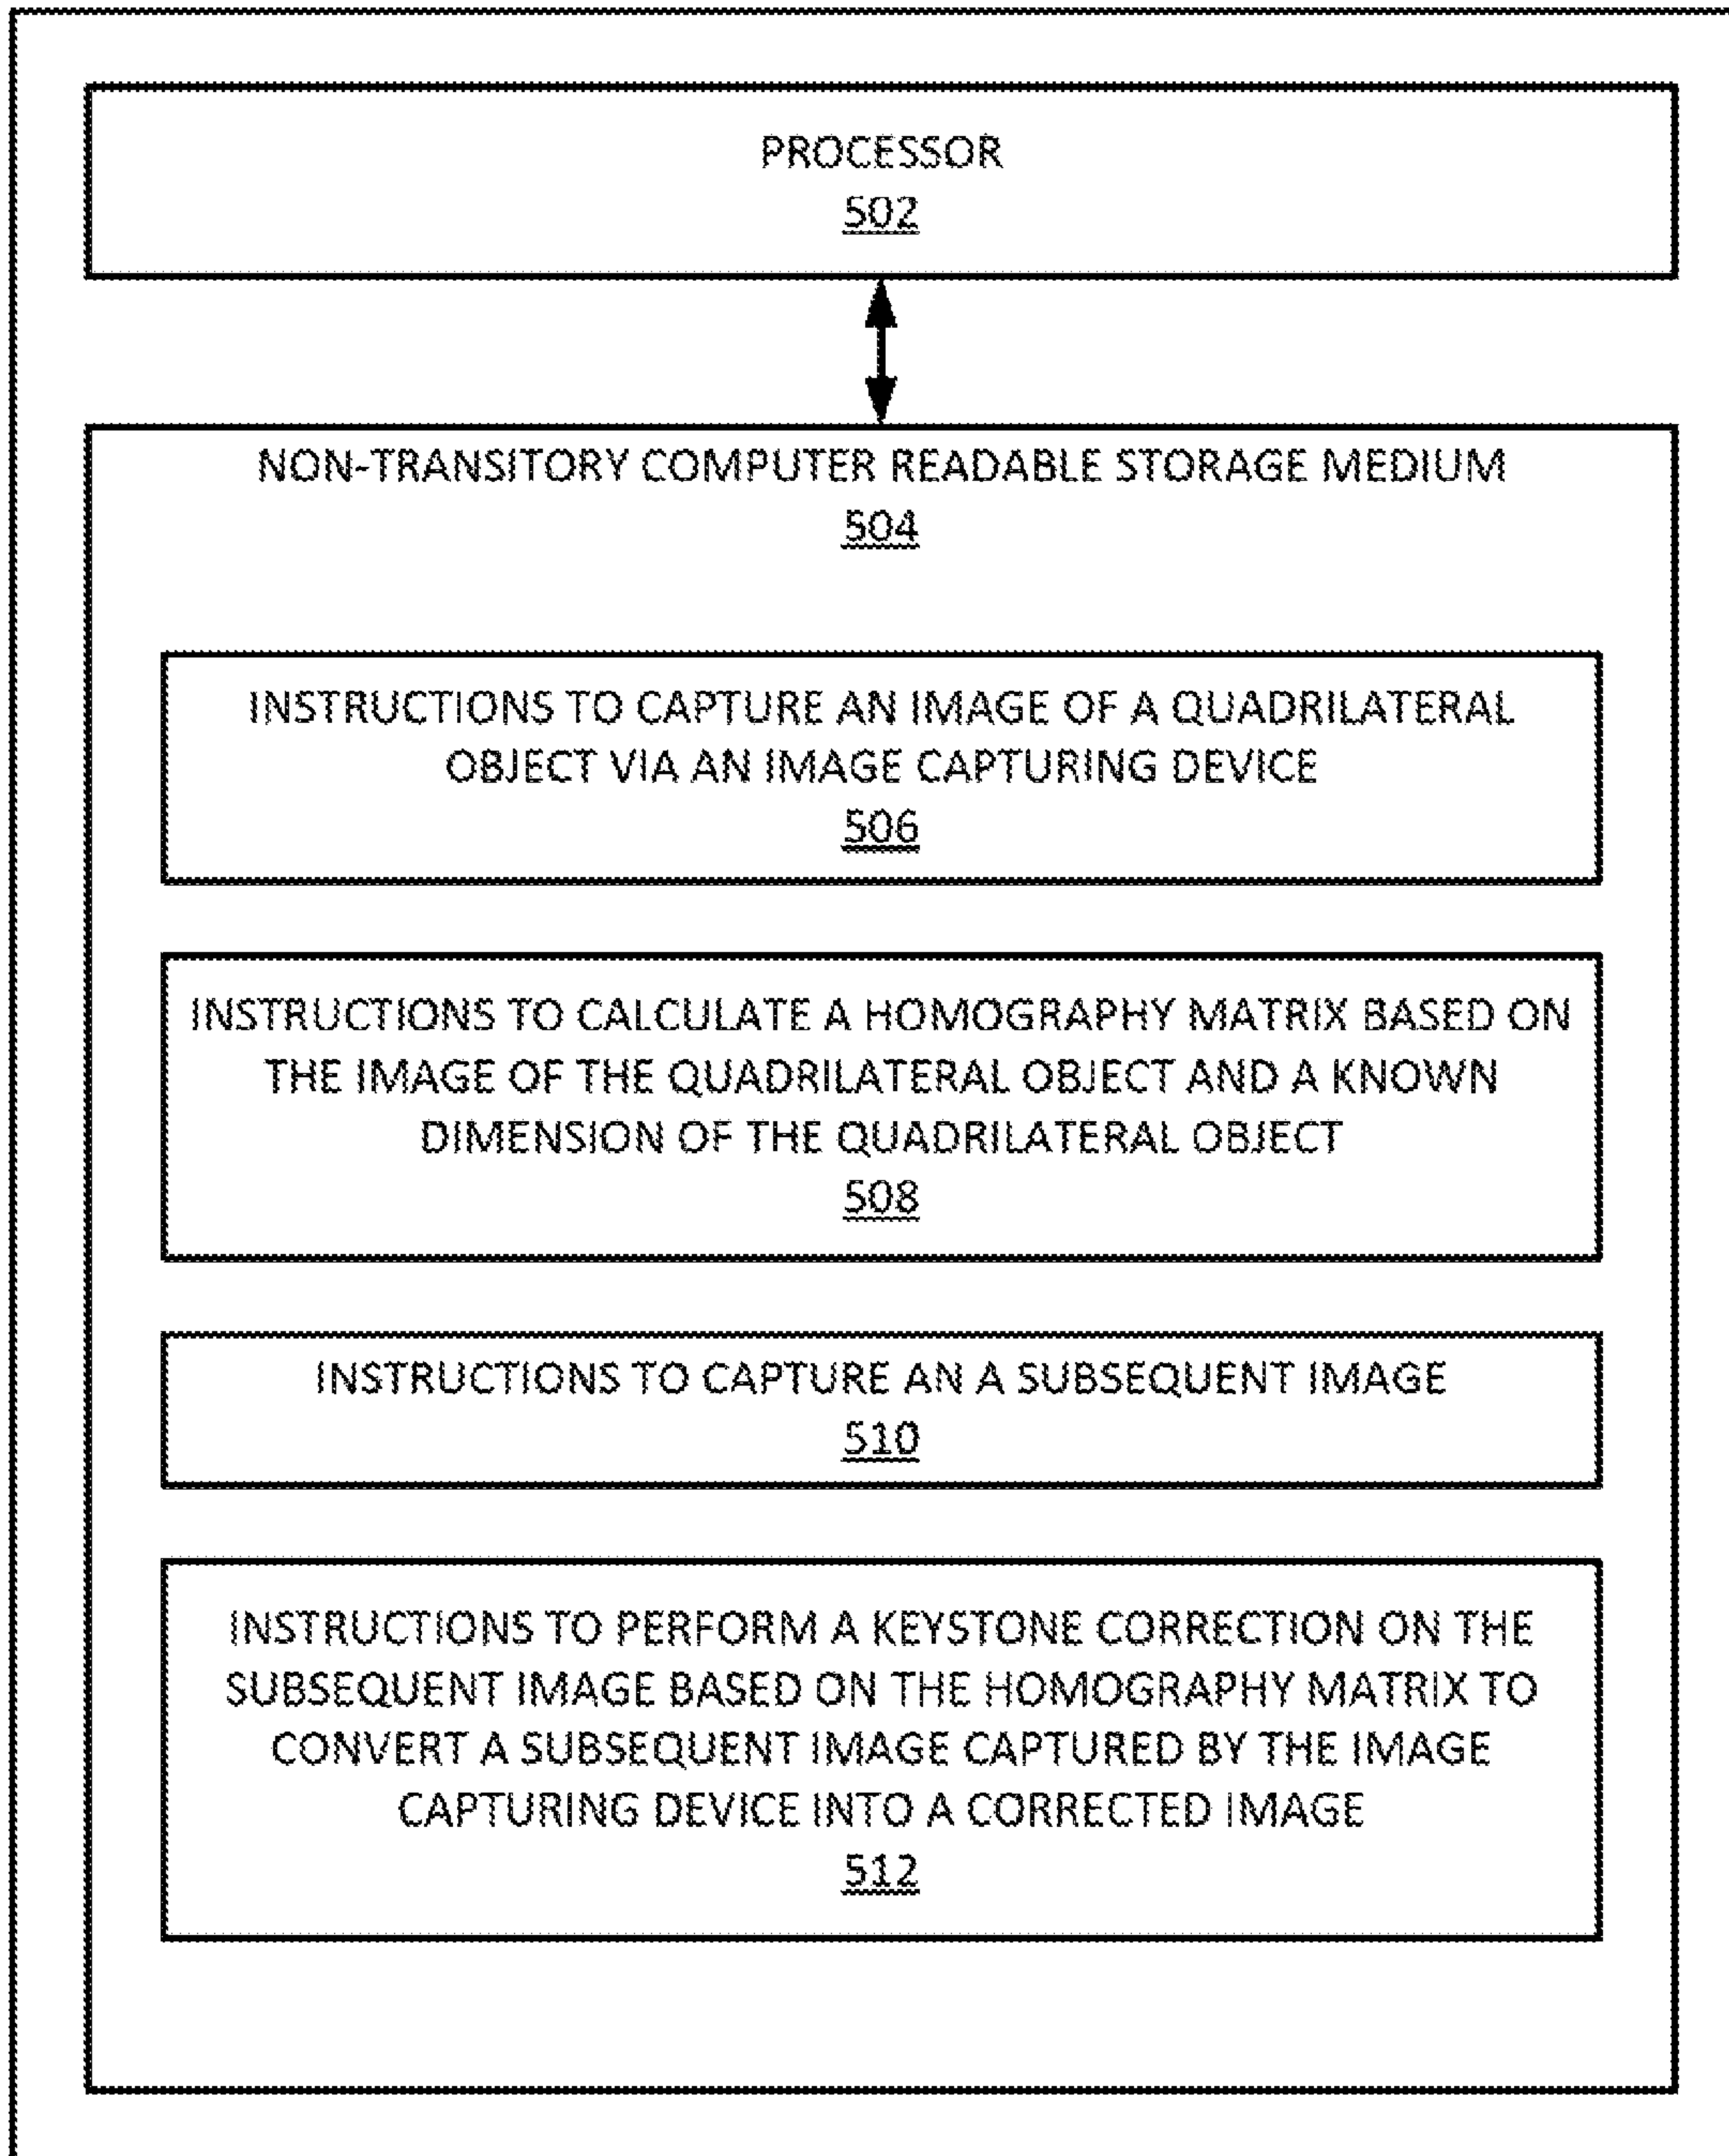 PROCESSOR
502
NON-TRANSITORY COMPUTER READABLE STORAGE MEDIUM
504
INSTRUCTIONS TO CAPTURE AN IMAGE OF A QUADRILATERAL
OBJECT VIA AN IMAGE CAPTURING DEVICE
506
INSTRUCTIONS TO CALCULATE A HOMOGRAPHY MATRIX BASED ON
THE IMAGE OF THE QUADRILATERAL OBJECT AND A KNOWN
DIMENSION OF THE QUADRILATERAL OBJECT
508
INSTRUCTIONS TO CAPTURE AN A SUBSEQUENT IMAGE
510
INSTRUCTIONS TO PERFORM A KEYSTONE CORRECTION ON THE
SUBSEQUENT IMAGE BASED ON THE HOMOGRAPHY MATRIX TO
CONVERT A SUBSEQUENT IMAGE CAPTURED BY THE IMAGE
CAPTURING DEVICE INTO A CORRECTED IMAGE
512